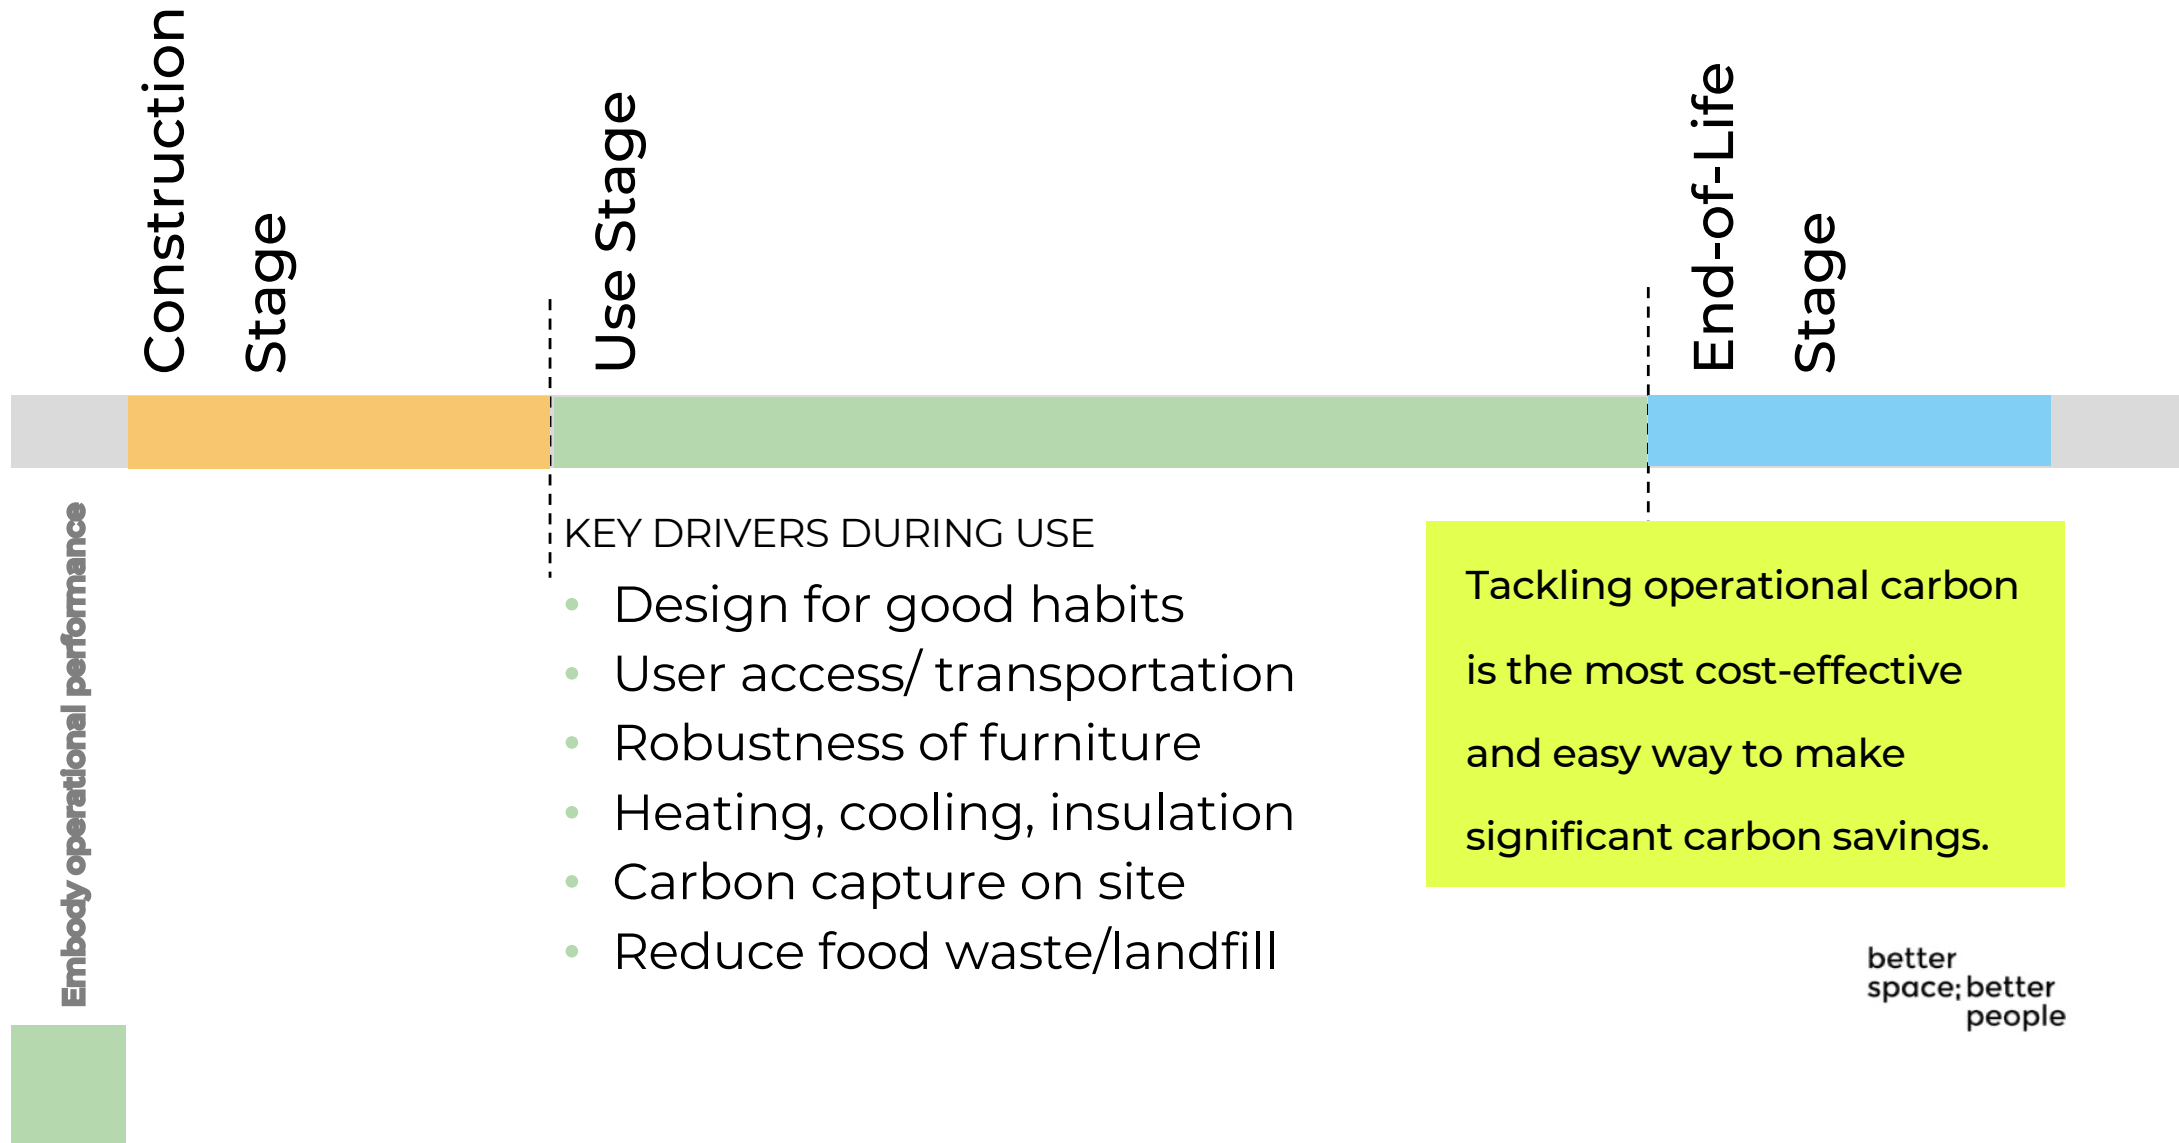 Construction
Stage
Use Stage
End-of-Life
Stage
Embody operational performance
KEY DRIVERS DURING USE
• Design for good habits
• User access/ transportation
• Robustness of furniture
• Heating, cooling, insulation
• Carbon capture on site
• Reduce food waste/landfill
Tackling operational carbon
is the most cost-effective
and easy way to make
significant carbon savings.
better
space; better
people